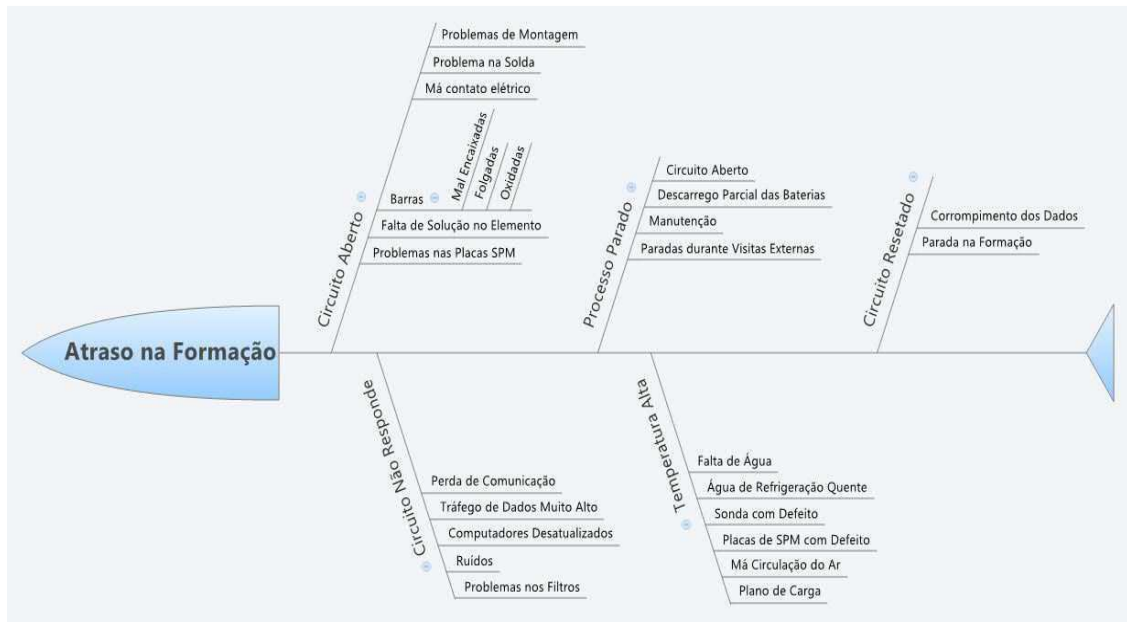 Problemas de Montagem
Problema na Solda
Má contato elétrico
Barras
Mal Encaixadas
Folgadas
Oxidadas
Falta de Solução no Elemento
Problemas nas Placas SPM
Circuito Aberto
Circuito Aberto
Descarrego Parcial das Baterias
Manutenção
Paradas durante Visitas Externas
Processo Parado
Corrompimento dos Dados
Parada na Formação
Circuito Resetado
Atraso na Formação
Circuito Não Responde
Perda de Comunicação
Tráfego de Dados Muito Alto
Computadores Desatualizados
Ruídos
Problemas nos Filtros
Temperatura Alta
Falta de Água
Água de Refrigeração Quente
Sonda com Defeito
Placas de SPM com Defeito
Má Circulação do Ar
Plano de Carga